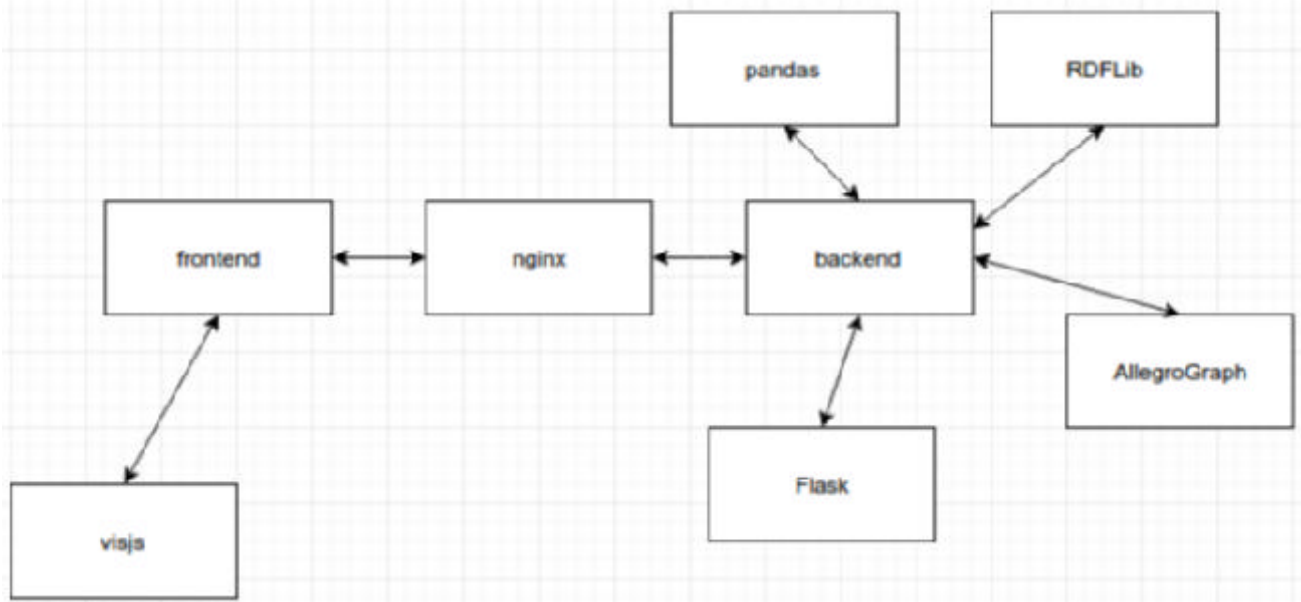 pandas
RDFLib
frontend
nginx
backend
AllegroGraph
Flask
visjs